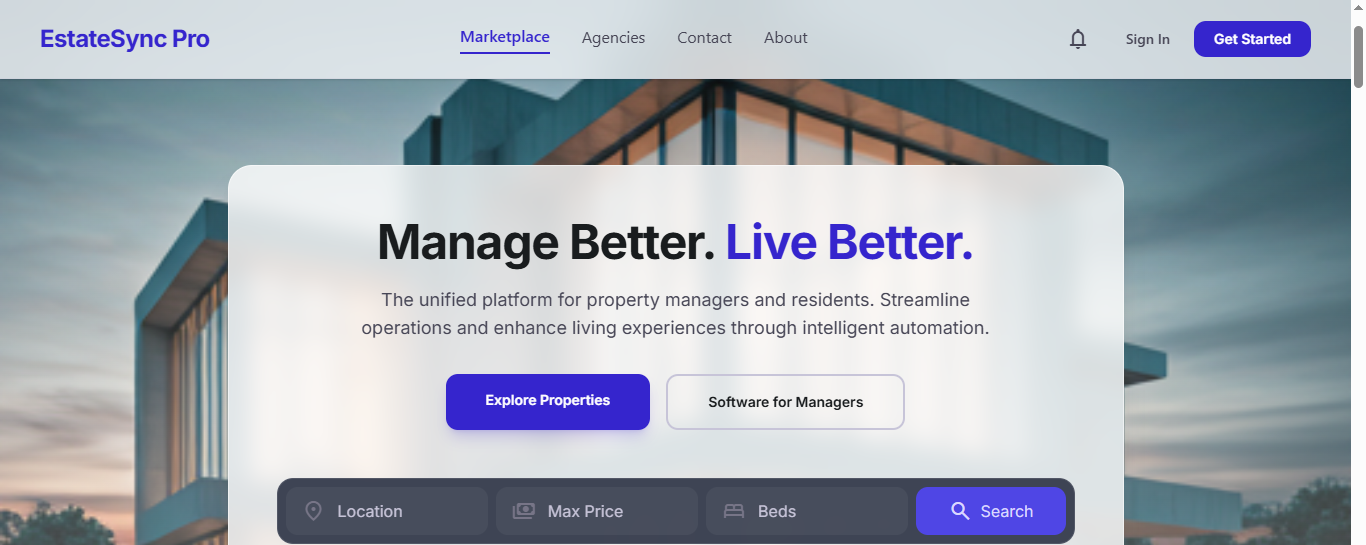 EstateSync Pro
Marketplace
Agencies
Contact
About
Sign In
Get Started
Manage Better. Live Better.
The unified platform for property managers and residents. Streamline
operations and enhance living experiences through intelligent automation.
Explore Properties
Software for Managers
Location
Max Price
Beds
Search